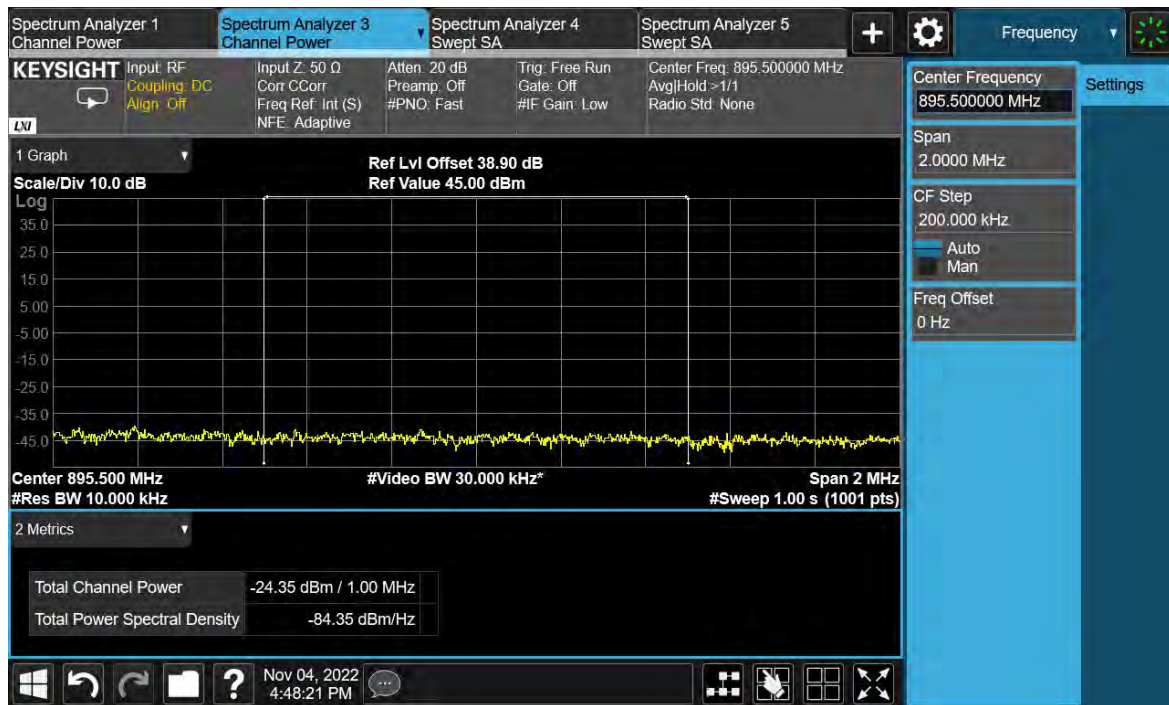 Spectrum Analyzer 1
Channel Power
Spectrum Analyzer 3
Channel Power
Spectrum Analyzer 4
Swept SA
Spectrum Analyzer 5
Swept SA
+
Frequency
KEYSIGHT
LXI
Input: RF
Coupling: DC
Align: Off
Input Z: 50 Ω
Corr CCorr
Freq Ref: Int (S)
NFE: Adaptive
Atten: 20 dB
Preamp: Off
#PNO: Fast
Trig: Free Run
Gate: Off
#IF Gain: Low
Center Freq: 895.500000 MHz
Avg|Hold >1/1
Radio Std: None
1 Graph
Scale/Div 10.0 dB
Ref Lvl Offset 38.90 dB
Ref Value 45.00 dBm
Log
35.0
25.0
15.0
5.00
-5.00
-15.0
-25.0
-35.0
-45.0
Center 895.500 MHz
#Video BW 30.000 kHz*
Span 2 MHz
#Res BW 10.000 kHz
#Sweep 1.00 s (1001 pts)
2 Metrics
Total Channel Power -24.35 dBm / 1.00 MHz
Total Power Spectral Density -84.35 dBm/Hz
?
Nov 04, 2022
4:48:21 PM
Center Frequency
895.500000 MHz
Span
2.0000 MHz
CF Step
200.000 kHz
Auto
Man
Freq Offset
0 Hz
Settings